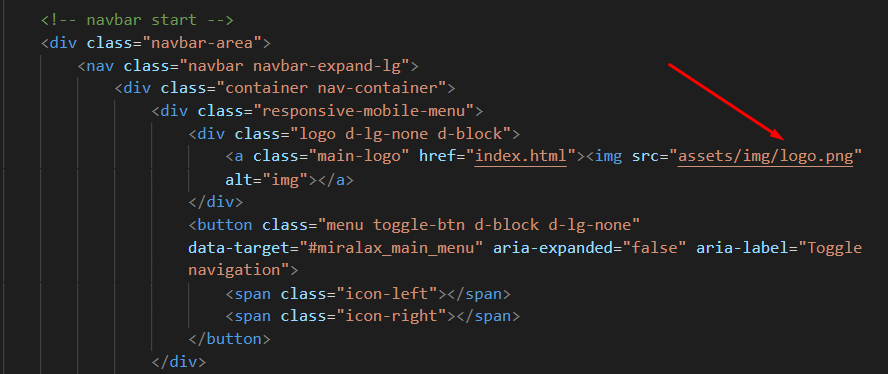 <!-- navbar start -->
<div class="navbar-area">
<nav class="navbar navbar-expand-lg">
<div class="container nav-container">
<div class="responsive-mobile-menu">
<div class="logo d-lg-none d-block">
<a class="main-logo" href="index.html"><img src="assets/img/logo.png"
alt="img"></a>
</div>
<button class="menu toggle-btn d-block d-lg-none"
data-target="#miralax_main_menu" aria-expanded="false" aria-label="Toggle
navigation">
<span class="icon-left"></span>
<span class="icon-right"></span>
</button>
</div>